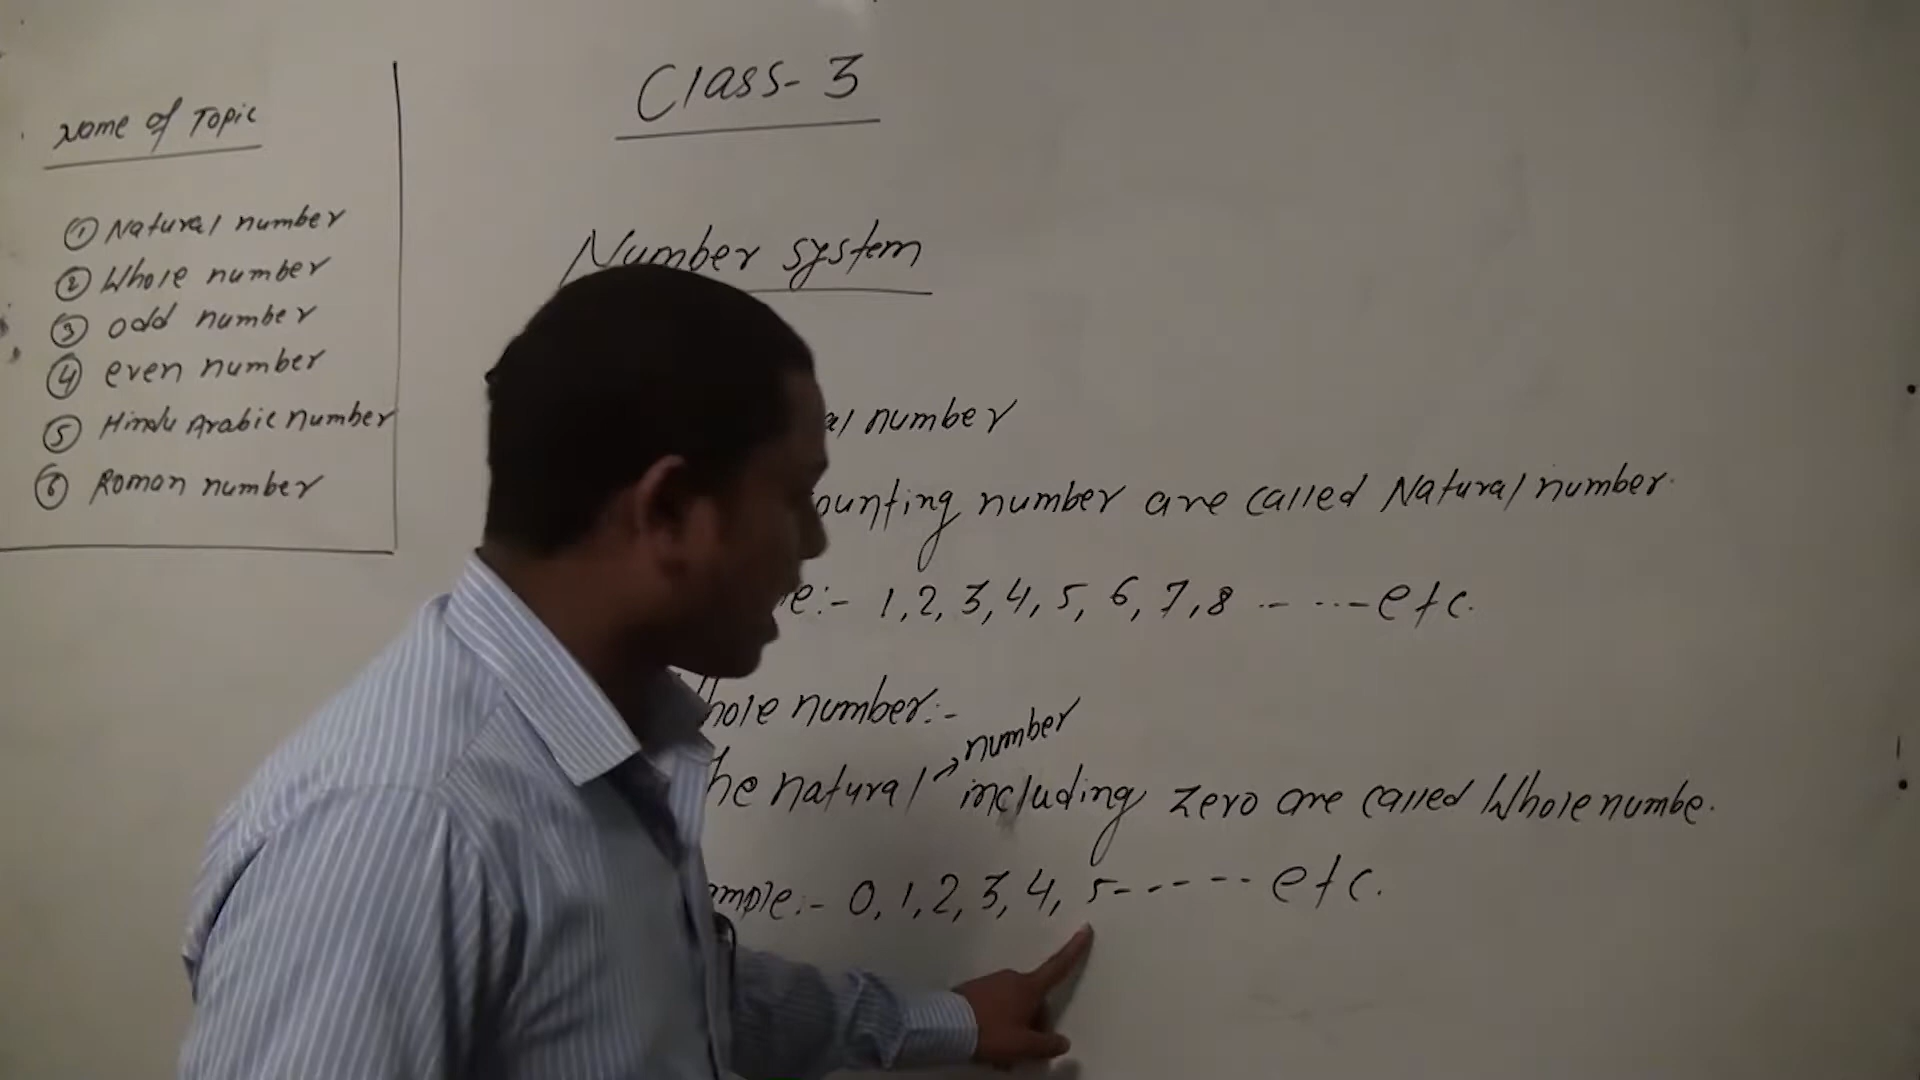 Class- 3
Name of Topic
① Natural number
② Whole number
③ odd number
④ even number
⑤ Hindu Arabic number
⑥ Roman number
Number system
number
number are called Natural number.
1, 2, 3, 4, 5, 6, 7, 8 ------ etc.
number:-
number
natural → including zero are called Whole numbe.
0, 1, 2, 3, 4, 5------ etc.